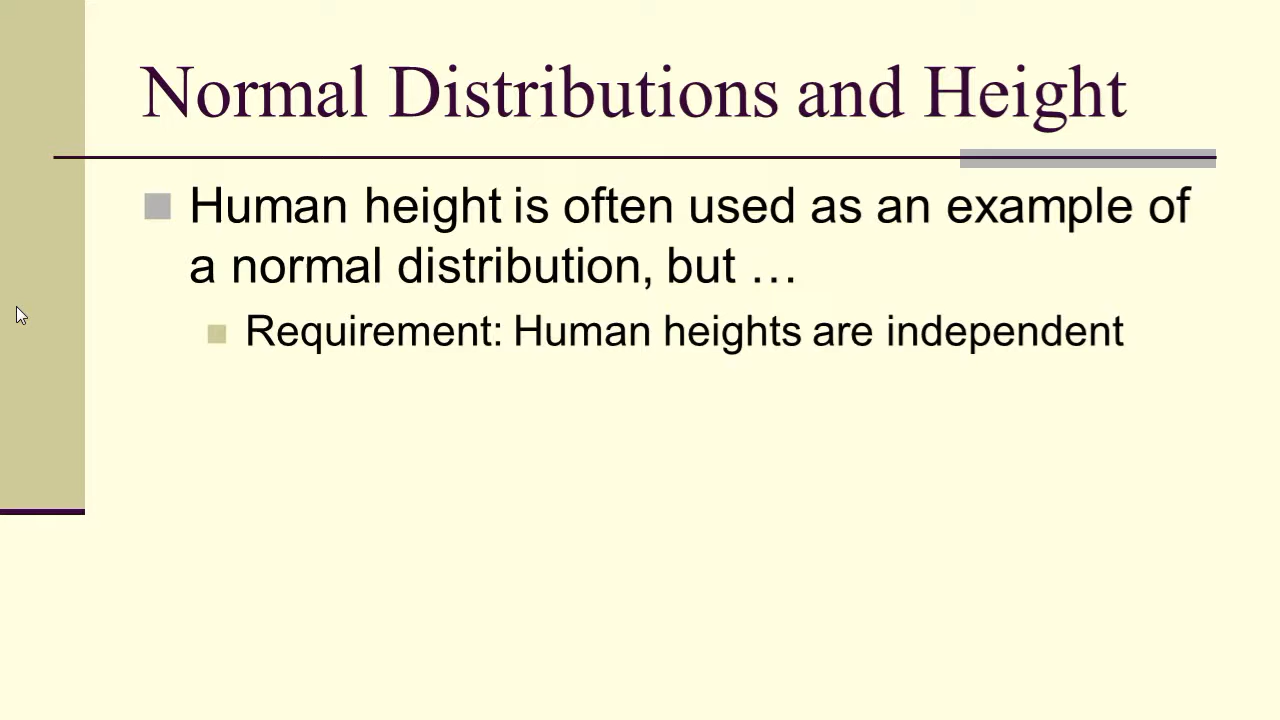 Normal Distributions and Height
Human height is often used as an example of
a normal distribution, but …
Requirement: Human heights are independent